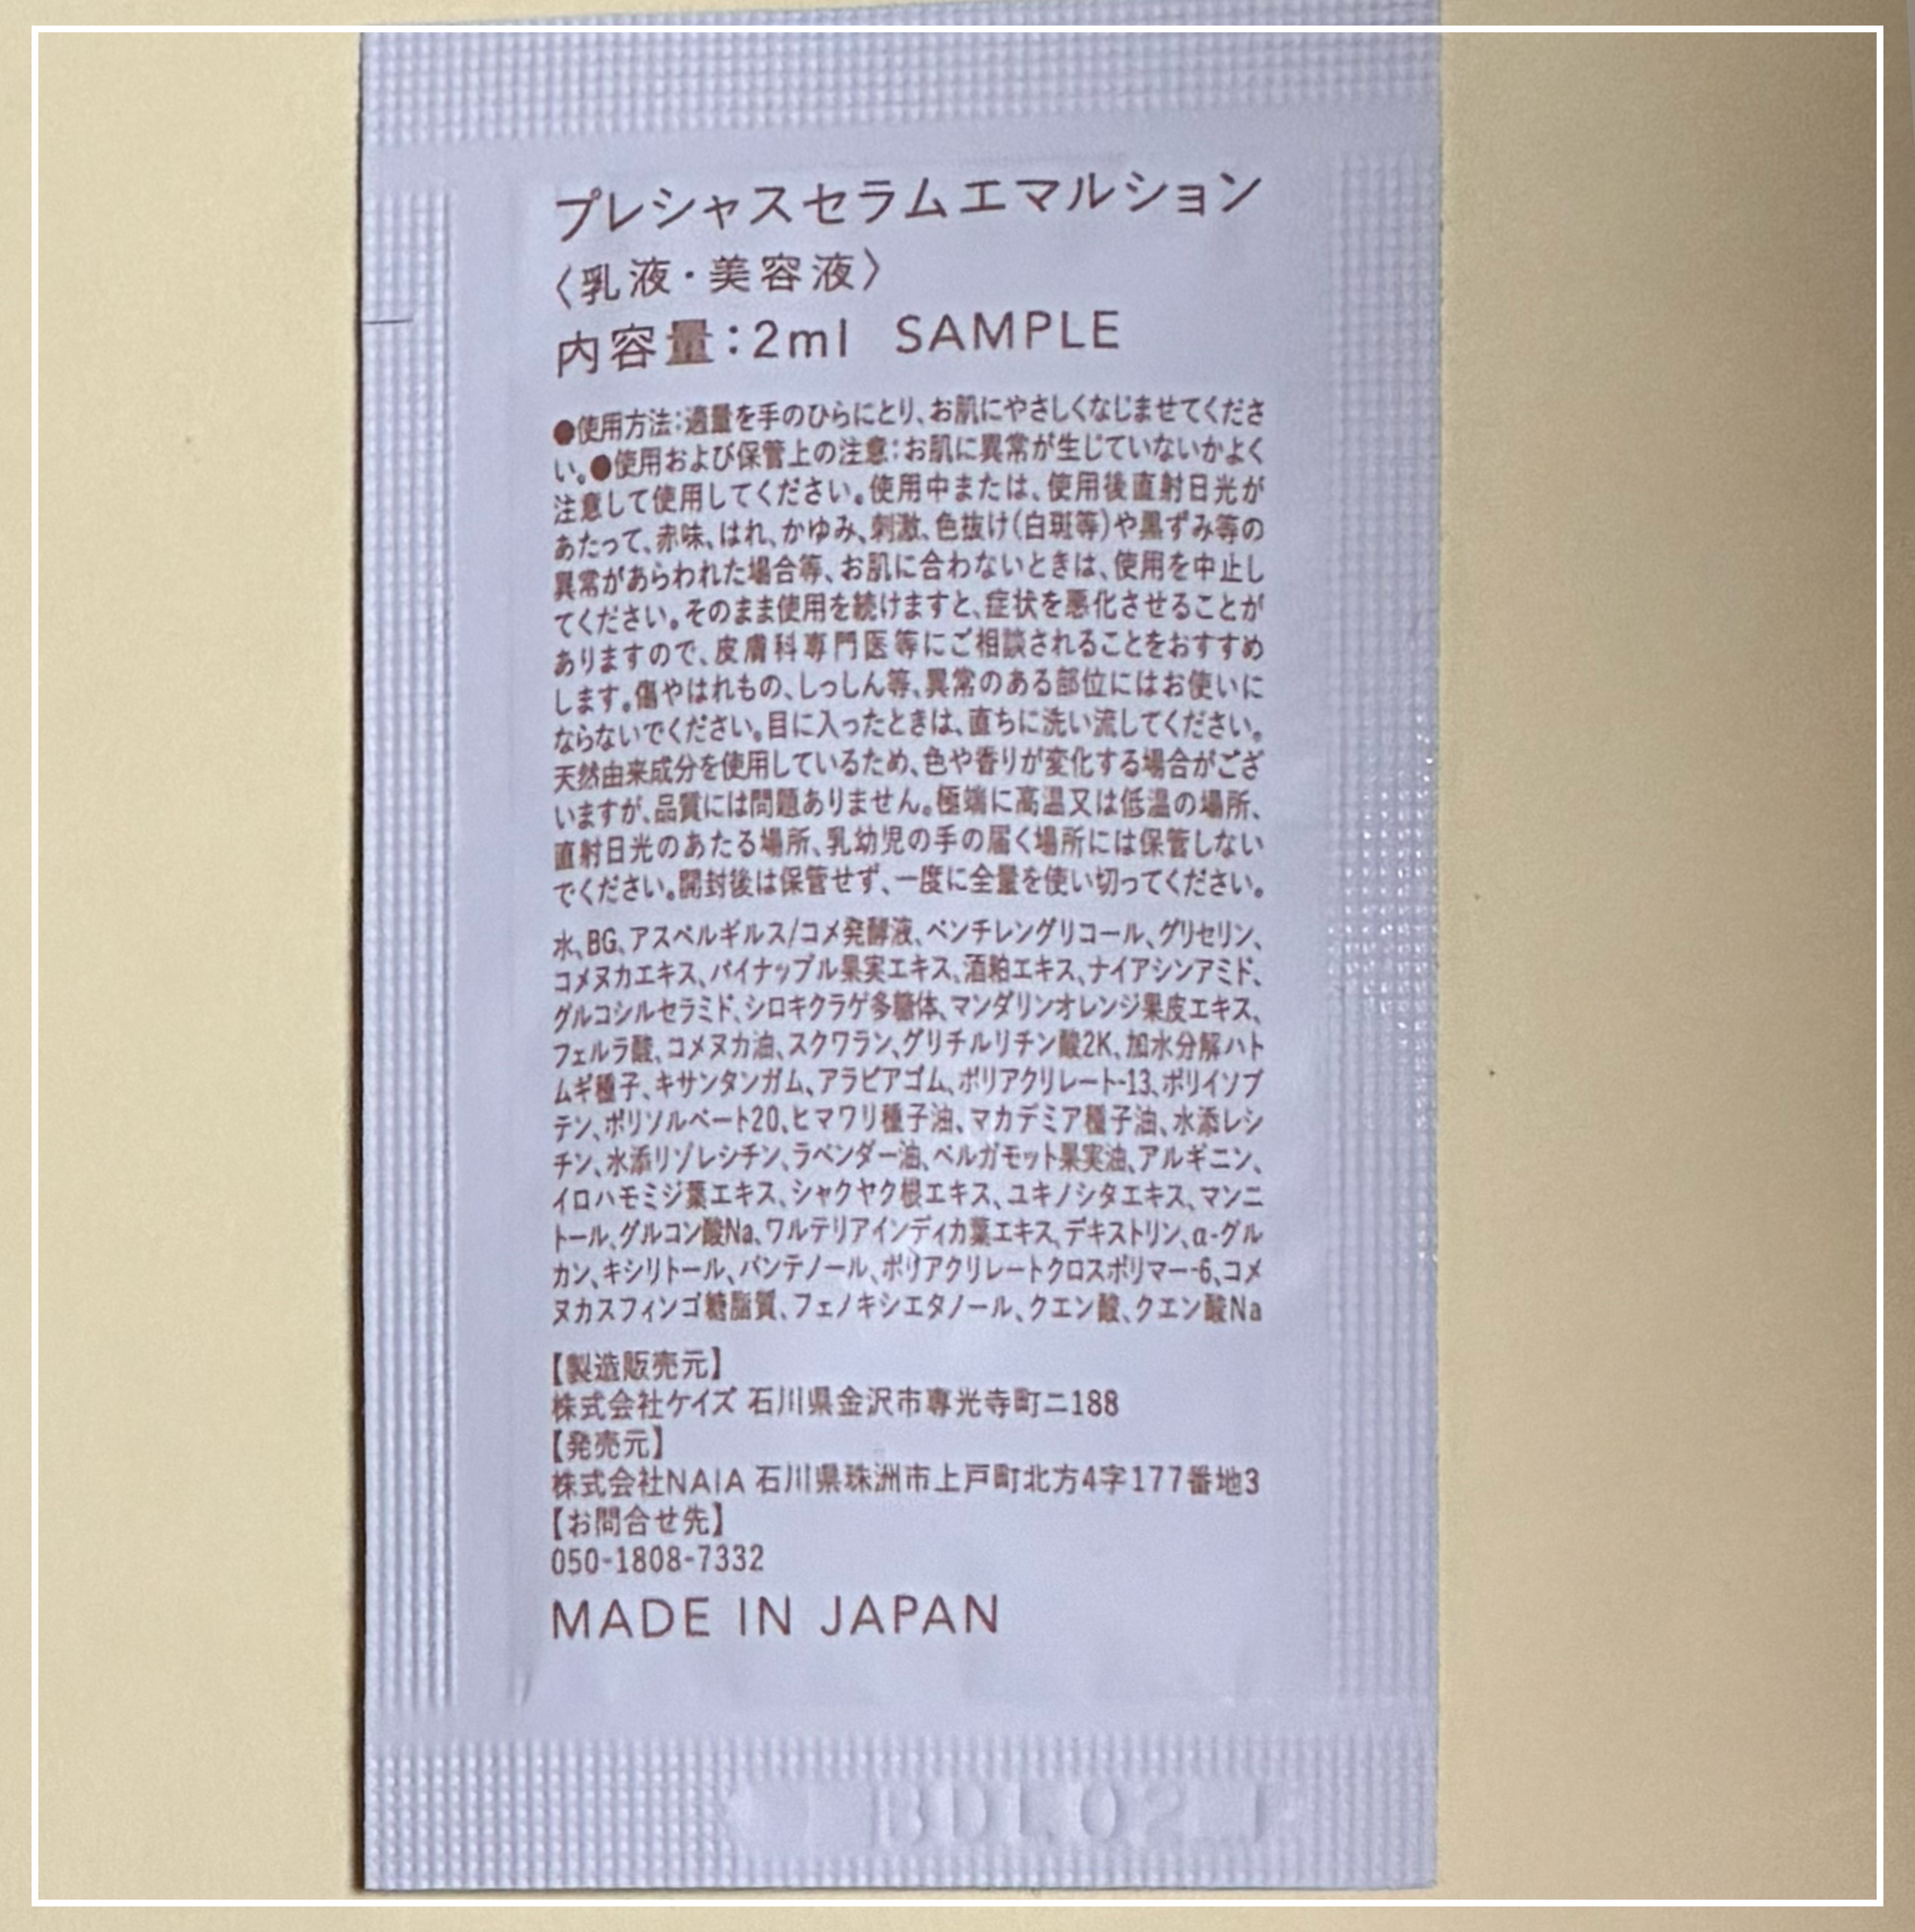 プレシャスセラムエマルション
〈乳液・美容液〉
内容量：2ml SAMPLE
●使用方法：適量を手のひらにとり、お肌にやさしくなじませてくださ
い。●使用および保管上の注意：お肌に異常が生じていないかよく
注意して使用してください。使用中または、使用後直射日光が
あたって、赤味、はれ、かゆみ、刺激、色抜け（白斑等）や黒ずみ等の
異常があらわれた場合等、お肌に合わないときは、使用を中止し
てください。そのまま使用を続けますと、症状を悪化させることが
ありますので、皮膚科専門医等にご相談されることをおすすめ
します。傷やはれもの、しっしん等、異常のある部位にはお使いに
ならないでください。目に入ったときは、直ちに洗い流してください。
天然由来成分を使用しているため、色や香りが変化する場合がござ
いますが、品質には問題ありません。極端に高温又は低温の場所、
直射日光のあたる場所、乳幼児の手の届く場所には保管しない
でください。開封後は保管せず、一度に全量を使い切ってください。
水、BG、アスペルギルス/コメ発酵液、ペンチレングリコール、グリセリン、
コメヌカエキス、パイナップル果実エキス、酒粕エキス、ナイアシンアミド、
グルコシルセラミド、シロキクラゲ多糖体、マンダリンオレンジ果皮エキス、
フェルラ酸、コメヌカ油、スクワラン、グリチルリチン酸2K、加水分解ハト
ムギ種子、キサンタンガム、アラビアゴム、ポリアクリレート-13、ポリイソブ
テン、ポリソルベート20、ヒマワリ種子油、マカデミア種子油、水添レシ
チン、水添リゾレシチン、ラベンダー油、ベルガモット果実油、アルギニン、
イロハモミジ葉エキス、シャクヤク根エキス、ユキノシタエキス、マンニ
トール、グルコン酸Na、ワルテリアインディカ葉エキス、デキストリン、α-グル
カン、キシリトール、パンテノール、ポリアクリレートクロスポリマー-6、コメ
ヌカスフィンゴ糖脂質、フェノキシエタノール、クエン酸、クエン酸Na
【製造販売元】
株式会社ケイズ 石川県金沢市専光寺町ニ188
【発売元】
株式会社NAIA 石川県珠洲市上戸町北方4字177番地3
【お問合せ先】
050-1808-7332
MADE IN JAPAN